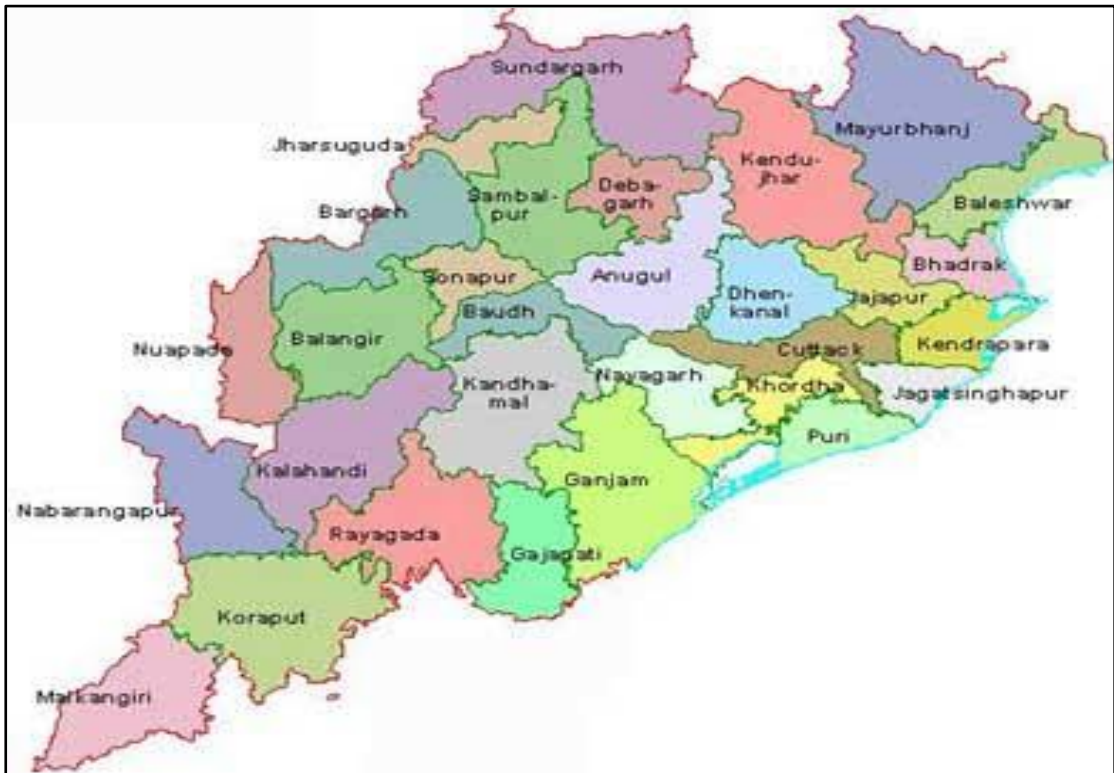 Sundargarh
Mayurbhanj
Jharsuguda
Kendu-
jhar
Deba-
garh
Sambal-
pur
Baleshwar
Bargarh
Bhadrak
Sonapur
Anugul
Dhen-
kanal
Jajapur
Baudh
Balangir
Nuapade
Cuttack
Kendrapara
Nayagarh
Kandha-
mal
Khordha
Jagatsinghapur
Puri
Kalahandi
Ganjam
Nabarangapur
Rayagada
Gajapati
Koraput
Malkangiri